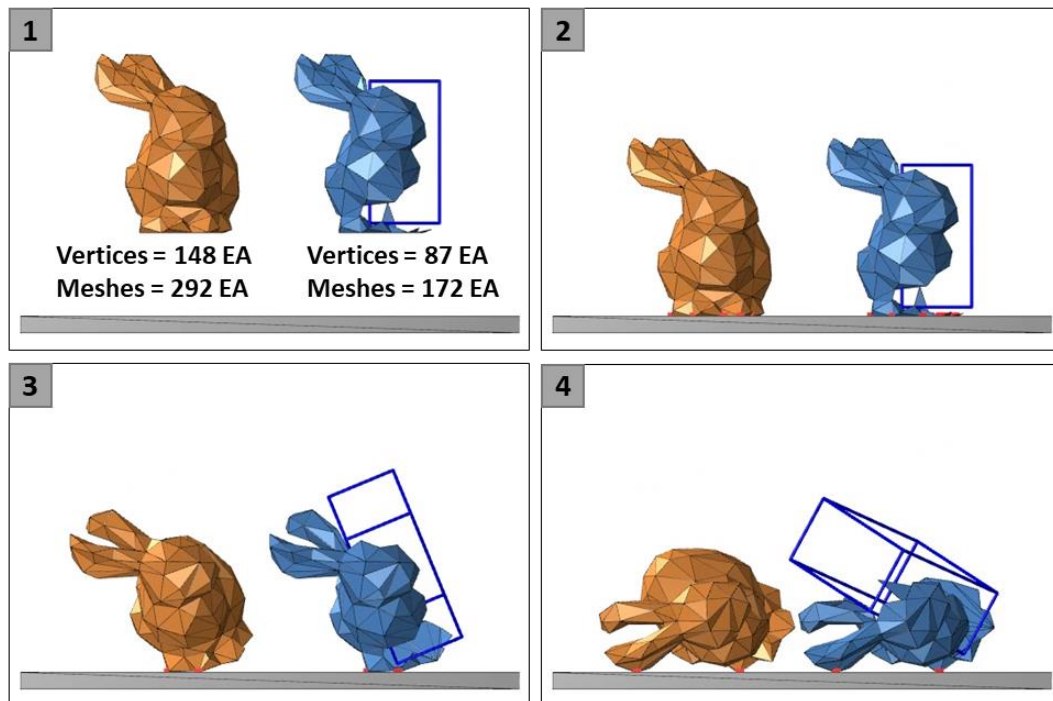 1
Vertices = 148 EA
Meshes = 292 EA
Vertices = 87 EA
Meshes = 172 EA
2
3
4